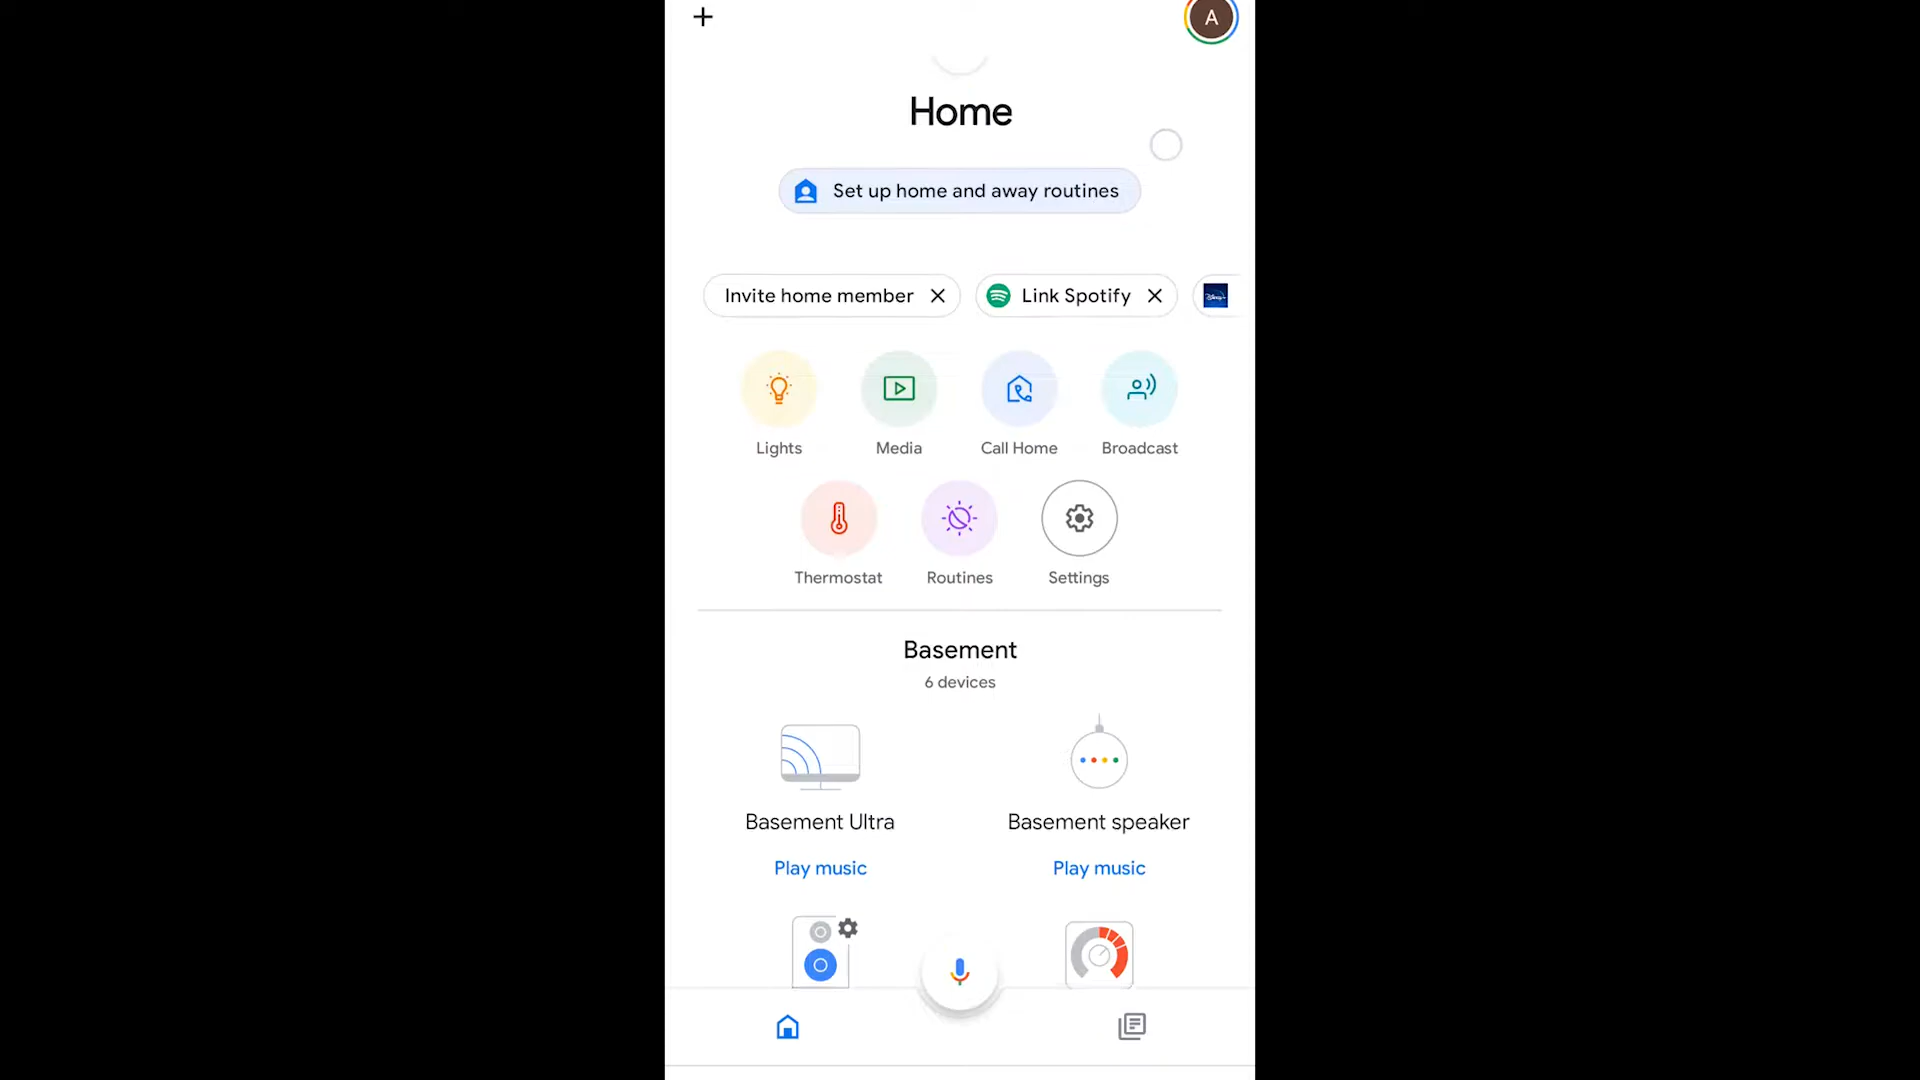 A
Home
Set up home and away routines
Invite home member
Link Spotify
Disney+
Lights
Media
Call Home
Broadcast
Thermostat
Routines
Settings
Basement
6 devices
Basement Ultra
Basement speaker
Play music
Play music